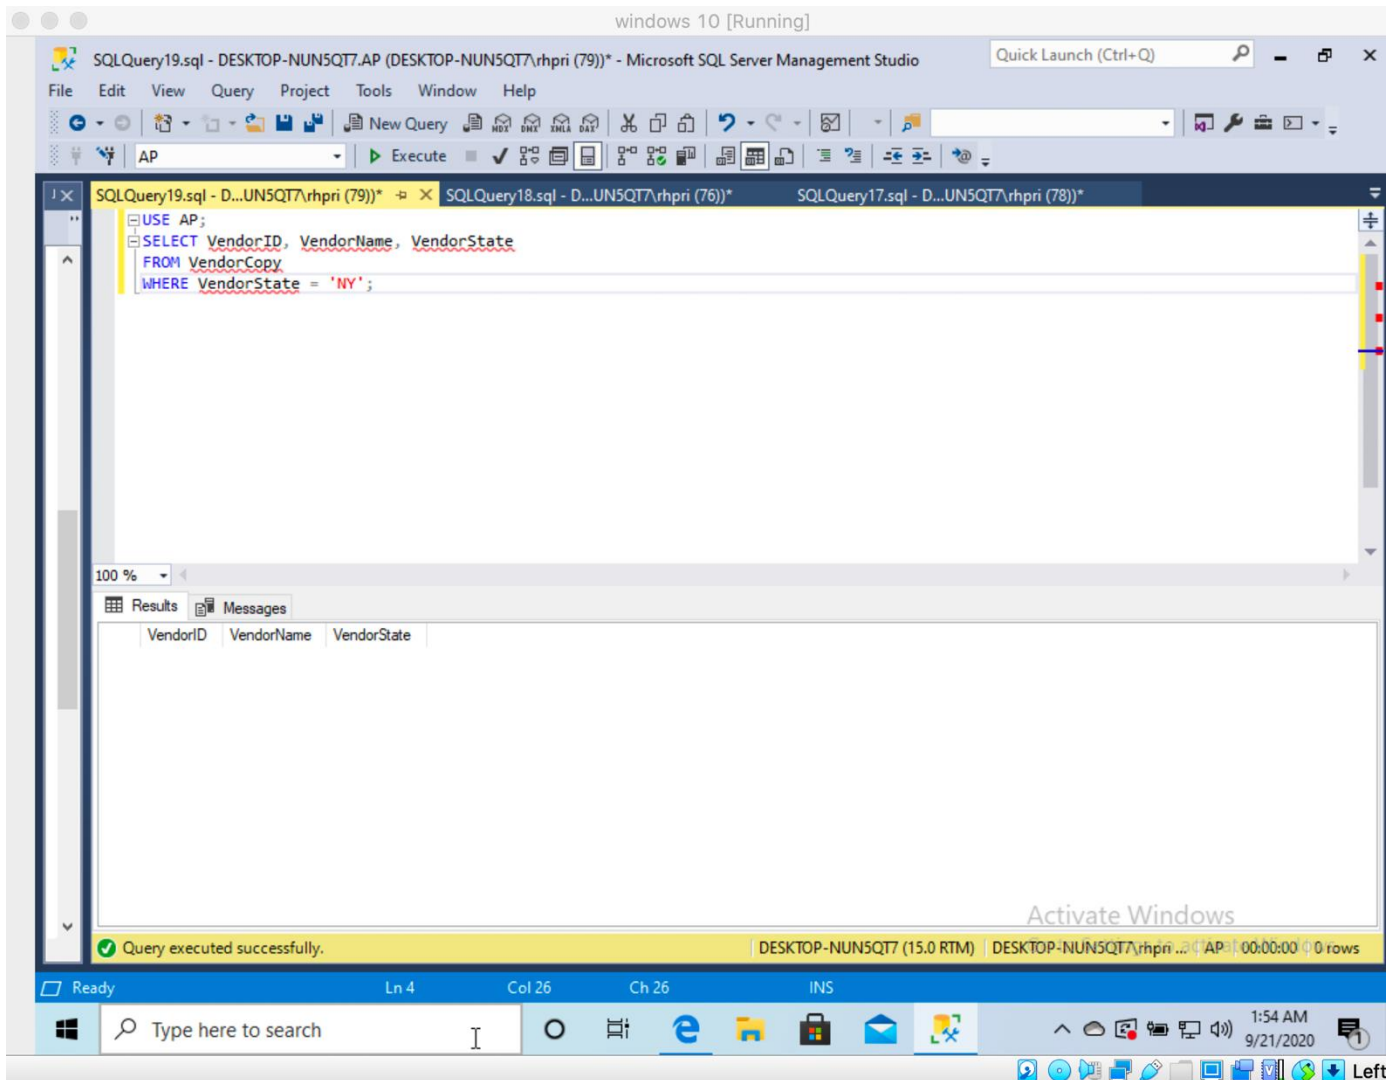 windows 10 [Running]
SQLQuery19.sql - DESKTOP-NUN5QT7.AP (DESKTOP-NUN5QT7\rhpri (79))* - Microsoft SQL Server Management Studio
Quick Launch (Ctrl+Q)
File Edit View Query Project Tools Window Help
New Query MDX DMX XMLA DAX
AP Execute
SQLQuery19.sql - D...UN5QT7\rhpri (79))* SQLQuery18.sql - D...UN5QT7\rhpri (76))* SQLQuery17.sql - D...UN5QT7\rhpri (78))*
USE AP;
SELECT VendorID, VendorName, VendorState
FROM VendorCopy
WHERE VendorState = 'NY';
100 %
Results Messages
VendorID VendorName VendorState
Activate Windows
Query executed successfully. DESKTOP-NUN5QT7 (15.0 RTM) DESKTOP-NUN5QT7\rhpri ... AP 00:00:00 0 rows
Ready Ln 4 Col 26 Ch 26 INS
Type here to search
1:54 AM
9/21/2020
1
Left